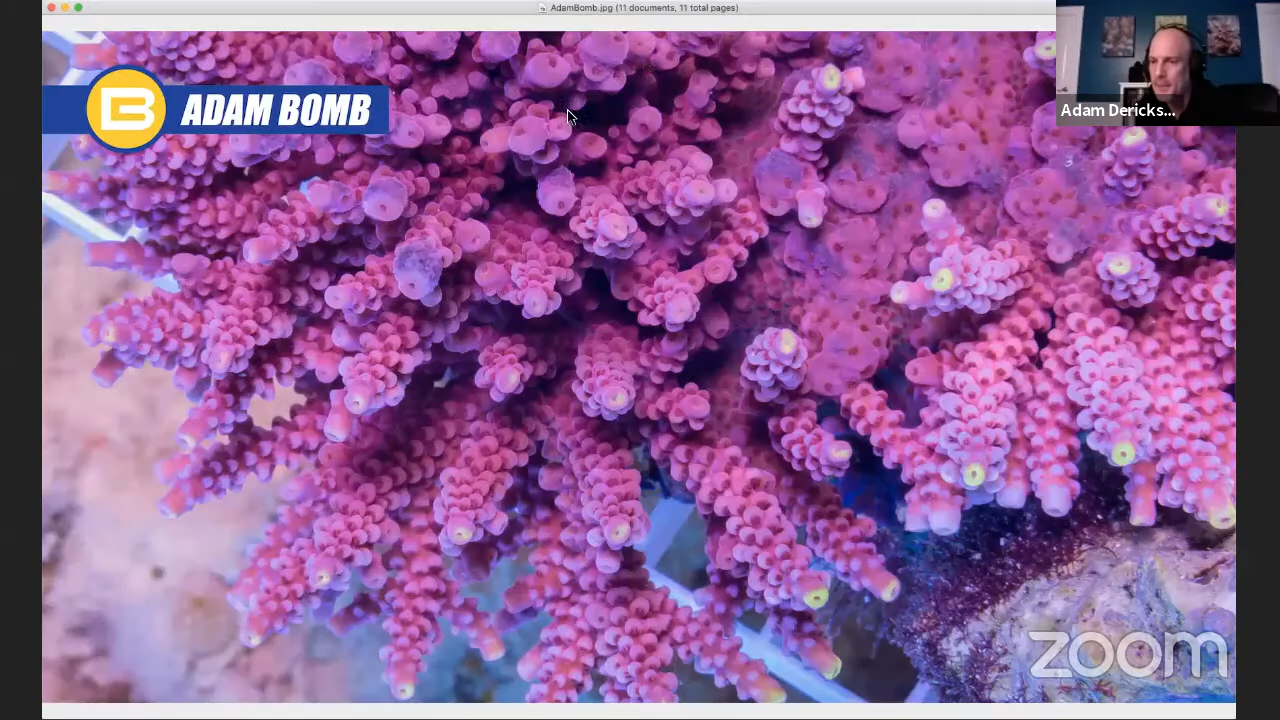 AdamBomb.jpg (11 documents, 11 total pages)
B ADAM BOMB
Adam Dericks...
zoom